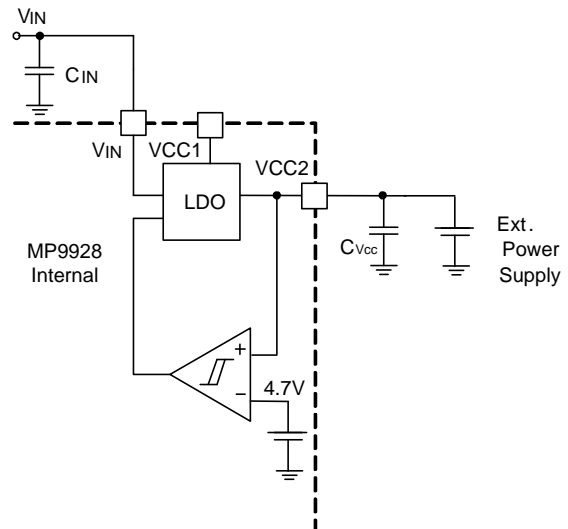 VIN
CIN
VIN
VCC1
VCC2
LDO
MP9928
Internal
CVcc
Ext.
Power
Supply
+
4.7V
−